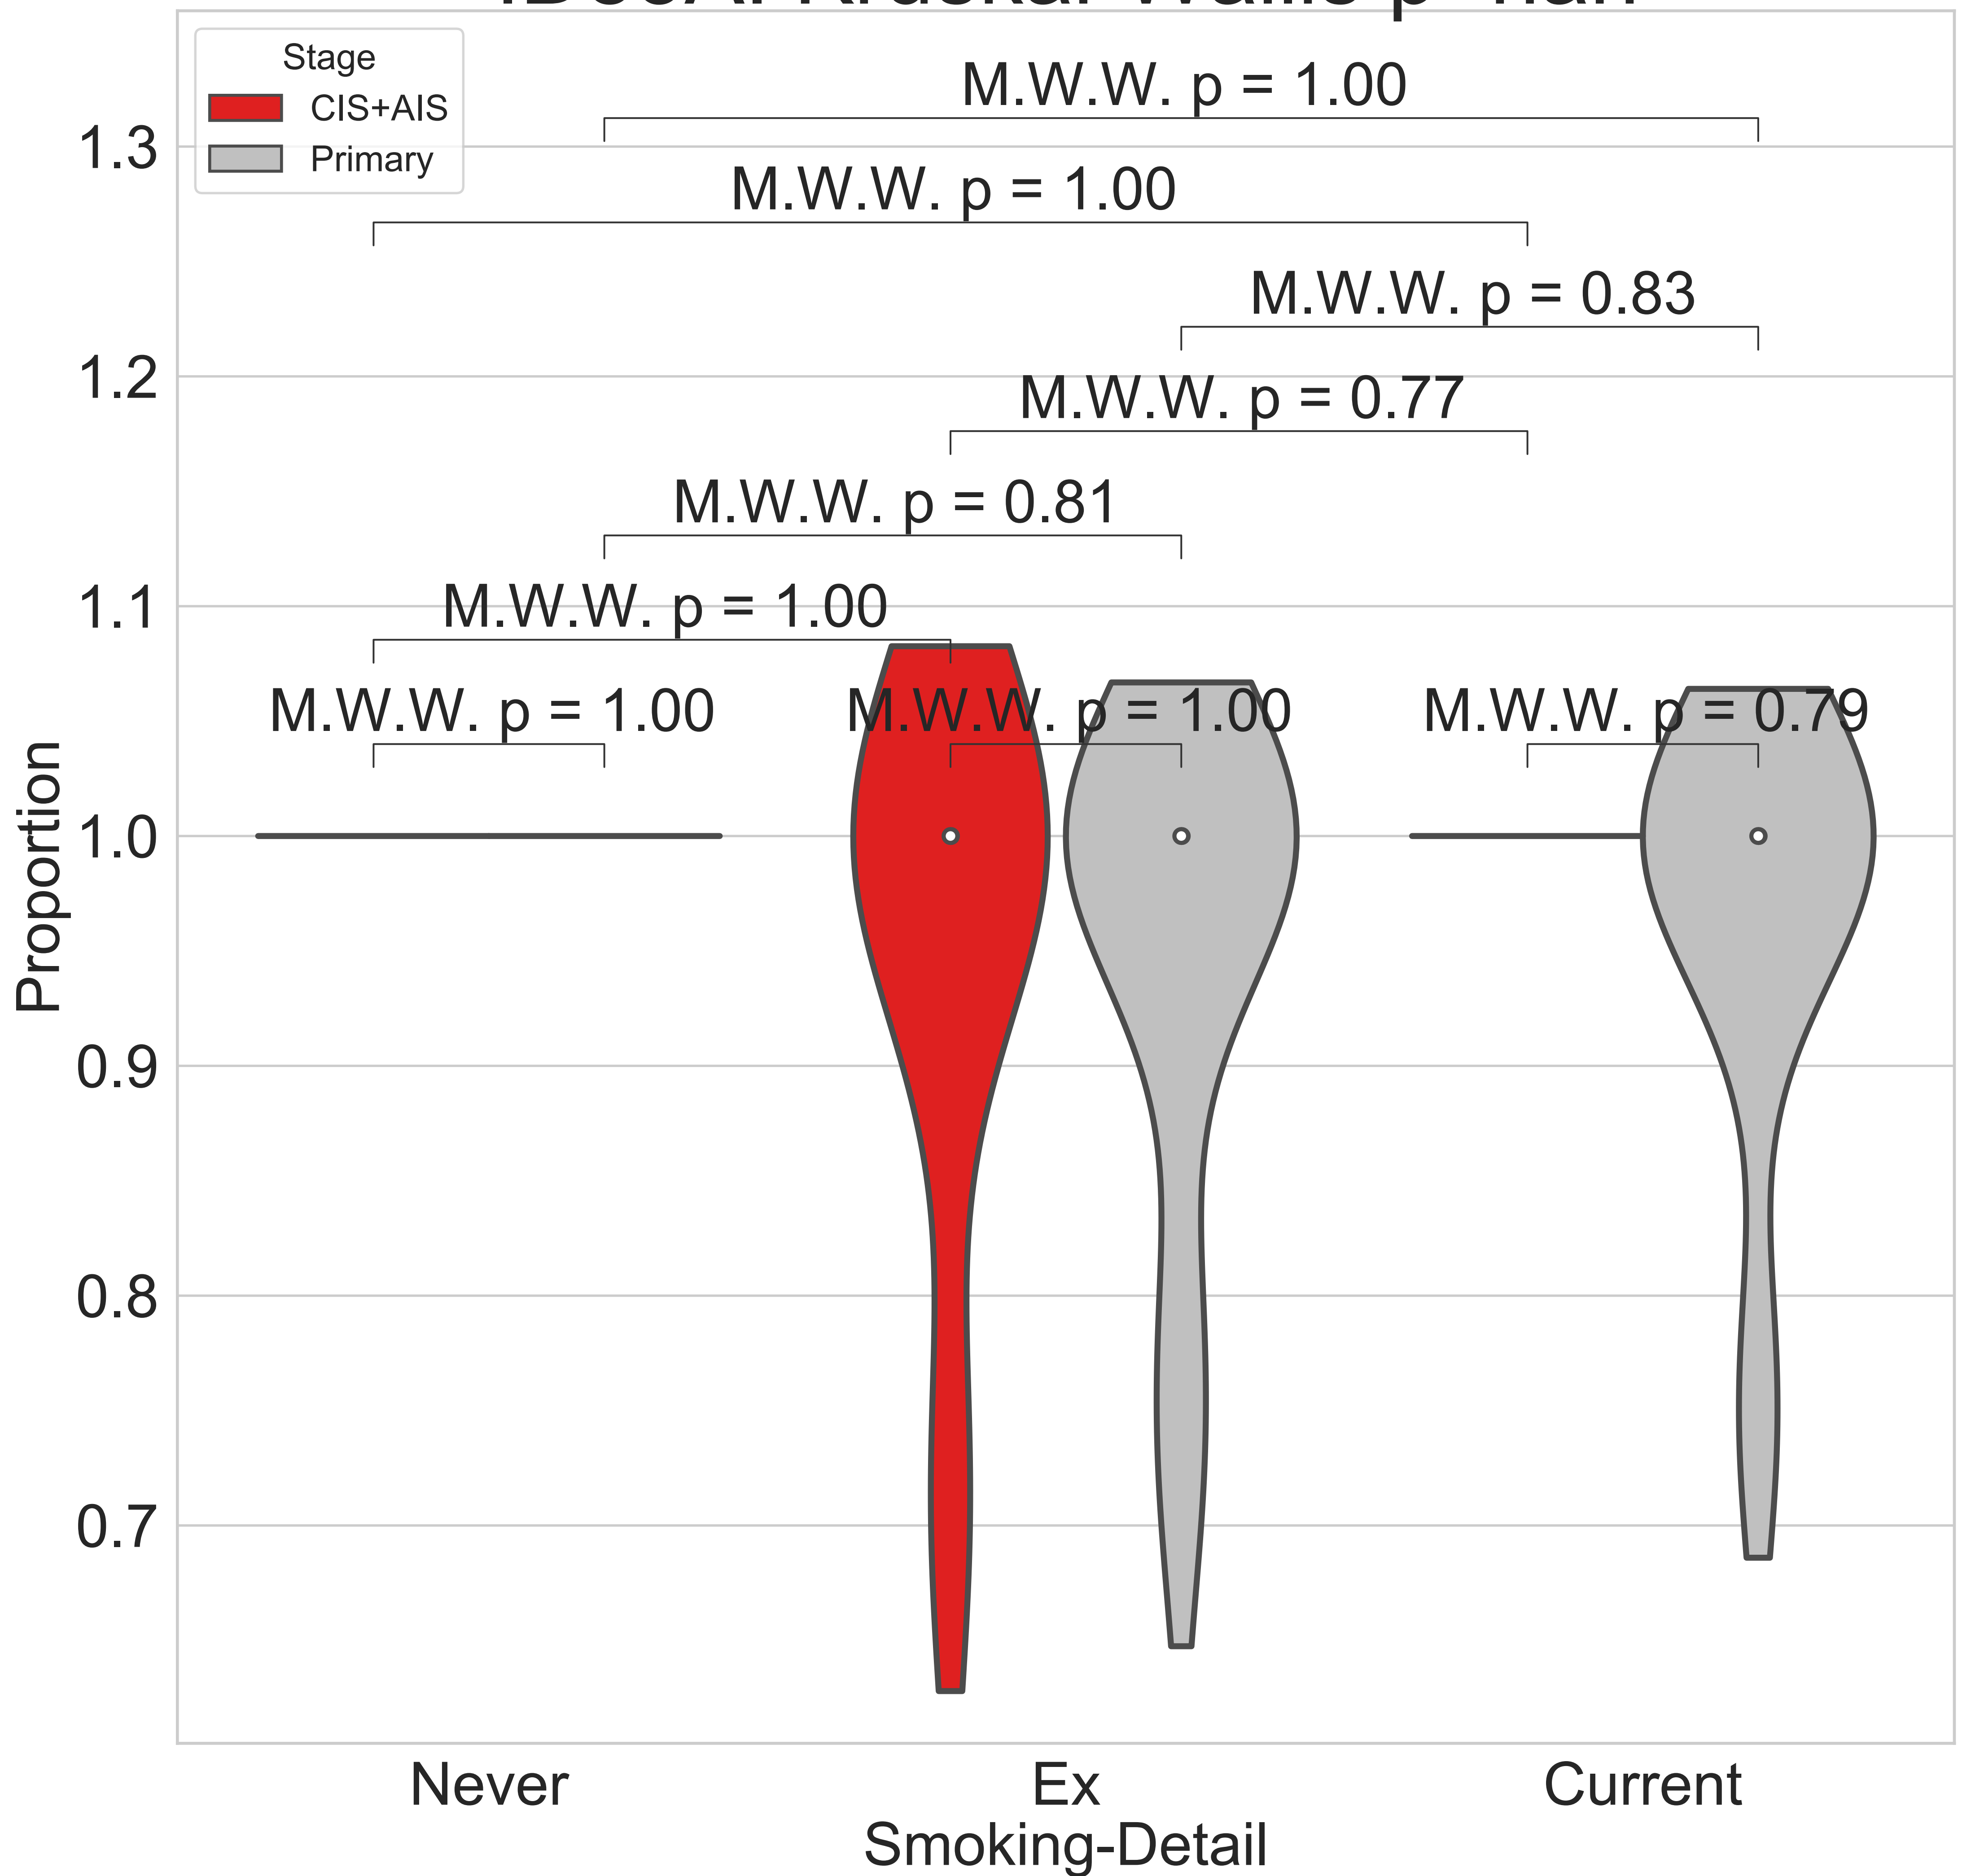 Stage
CIS+AIS
Primary
M.W.W. p = 1.00
M.W.W. p = 1.00
M.W.W. p = 0.83
M.W.W. p = 0.77
M.W.W. p = 0.81
M.W.W. p = 1.00
M.W.W. p = 1.00
M.W.W. p = 1.00
M.W.W. p = 0.79
1.3
1.2
1.1
1.0
0.9
0.8
0.7
Proportion
Never
Ex
Current
Smoking-Detail